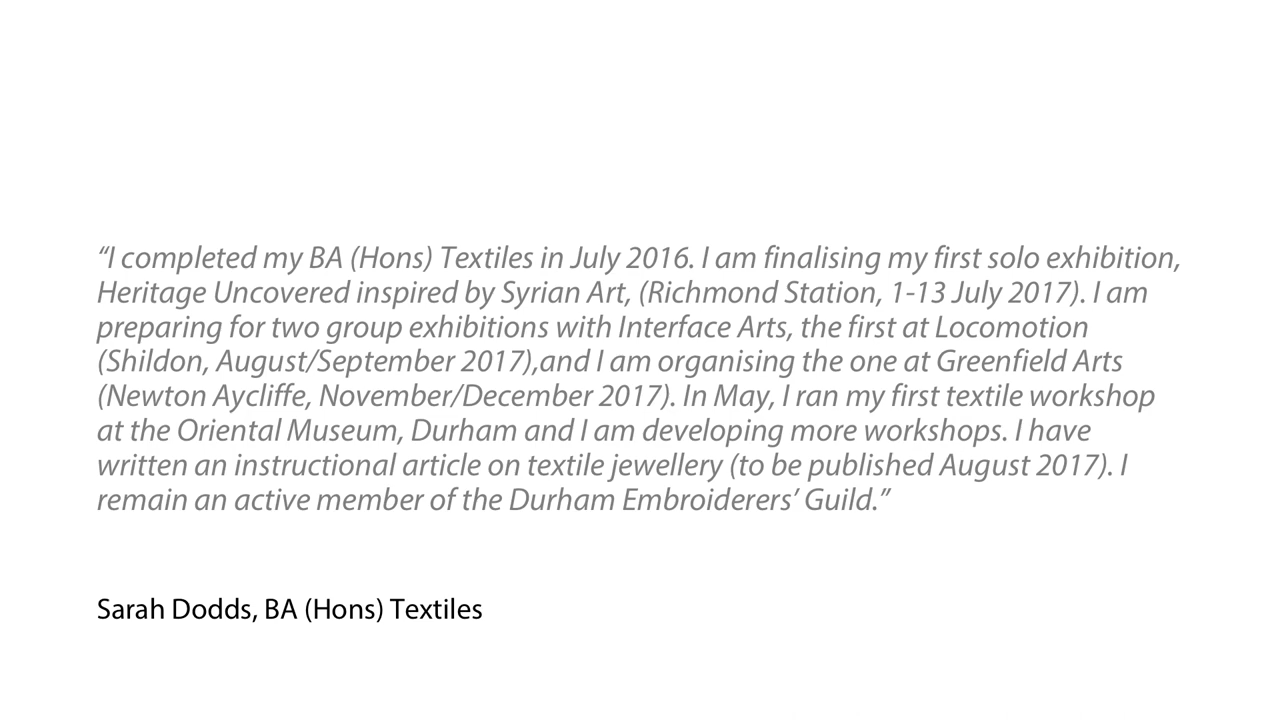 “I completed my BA (Hons) Textiles in July 2016. I am finalising my first solo exhibition,
Heritage Uncovered inspired by Syrian Art, (Richmond Station, 1-13 July 2017). I am
preparing for two group exhibitions with Interface Arts, the first at Locomotion
(Shildon, August/September 2017),and I am organising the one at Greenfield Arts
(Newton Aycliffe, November/December 2017). In May, I ran my first textile workshop
at the Oriental Museum, Durham and I am developing more workshops. I have
written an instructional article on textile jewellery (to be published August 2017). I
remain an active member of the Durham Embroiderers’ Guild.”
Sarah Dodds, BA (Hons) Textiles